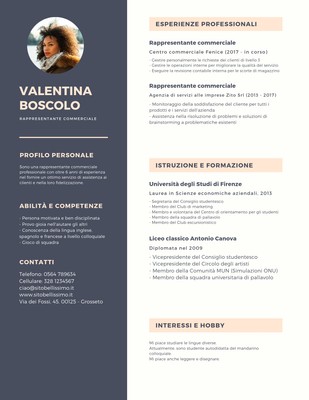 VALENTINA
BOSCOLO
RAPPRESENTANTE COMMERCIALE
PROFILO PERSONALE
Sono una rappresentante commerciale
professionale con oltre 6 anni di esperienza
nel fornire un ottimo servizio di assistenza ai
clienti e nella loro fidelizzazione.
ABILITÀ E COMPETENZE
- Persona motivata e ben disciplinata
- Provo gioia nell'aiutare gli altri
- Conoscenza della lingua inglese,
spagnolo e francese a livello colloquiale
- Gioco di squadra
CONTATTI
Telefono: 0564 789634
Cellulare: 328 1234567
ciao@sitobellissimo.it
www.sitobellissimo.it
Via dei Fossi, 45, 00125 - Grosseto
ESPERIENZE PROFESSIONALI
Rappresentante commerciale
Centro commerciale Fenice (2017 - in corso)
- Gestire personalmente le richieste dei clienti di livello 3
- Gestire le operazioni interne per migliorare la qualità del servizio
- Eseguire la revisione contabile interna per le scorte di magazzino
Rappresentante commerciale
Agenzia di servizi alle imprese Zito Srl (2013 - 2017)
- Monitoraggio della soddisfazione del cliente per tutti i
prodotti e i servizi dell'azienda
- Assistenza nella risoluzione di problemi e soluzioni di
brainstorming a problematiche esistenti
ISTRUZIONE E FORMAZIONE
Università degli Studi di Firenze
Laurea in Scienze economiche aziendali, 2013
- Segretaria del Consiglio studentesco
- Membro del Club di marketing
- Membro e volontaria del Centro di orientamento per gli studenti
- Membro della squadra di pallavolo
- Membro del Club escursionistico
Liceo classico Antonio Canova
Diplomata nel 2009
- Vicepresidente del Consiglio studentesco
- Vicepresidente del Circolo degli artisti
- Membro della Comunità MUN (Simulazioni ONU)
- Membro della squadra universitaria di pallavolo
INTERESSI E HOBBY
Mi piace studiare le lingue diverse.
Attualmente, sono studente autodidatta del mandarino
colloquiale.
Mi piace anche leggere e disegnare.